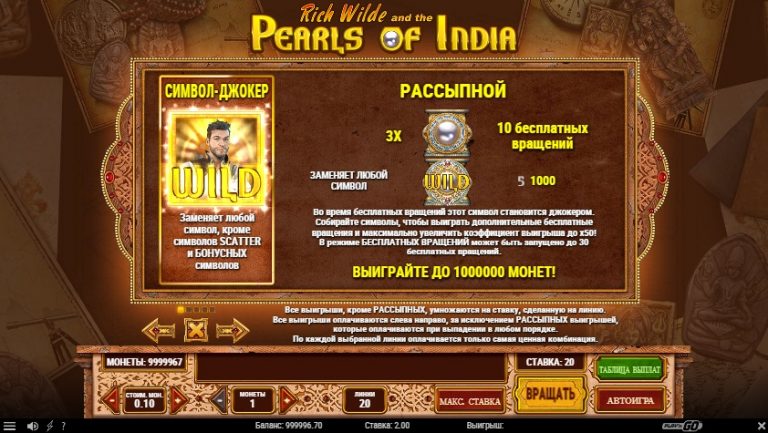 Rich Wilde and the
PEARLS OF INDIA
СИМВОЛ-ДЖОКЕР
WILD
Заменяет любой
символ, кроме
символов SCATTER
и БОНУСНЫХ
символов
РАССЫПНОЙ
3X
10 бесплатных
вращений
ЗАМЕНЯЕТ ЛЮБОЙ
СИМВОЛ
WILD
5 1000
Во время бесплатных вращений этот символ становится джокером.
Собирайте символы, чтобы выиграть дополнительные бесплатные
вращения и максимально увеличить коэффициент выигрыша до x50!
В режиме БЕСПЛАТНЫХ ВРАЩЕНИЙ может быть запущено до 30
бесплатных вращений.
ВЫИГРАЙТЕ ДО 1000000 МОНЕТ!
Все выигрыши, кроме РАССЫПНЫХ, умножаются на ставку, сделанную на линию.
Все выигрыши оплачиваются слева направо, за исключением РАССЫПНЫХ выигрышей,
которые оплачиваются при выпадении в любом порядке.
По каждой выбранной линии оплачивается только самая ценная комбинация.
МОНЕТЫ: 9999967
СТАВКА: 20
ТАБЛИЦА ВЫПЛАТ
СТОИМ. МОН.
0.10
МОНЕТЫ
1
ЛИНИИ
20
МАКС. СТАВКА
ВРАЩАТЬ
АВТОИГРА
Баланс: 999996.70
Ставка: 2.00
Выигрыш:
PLAY'N GO